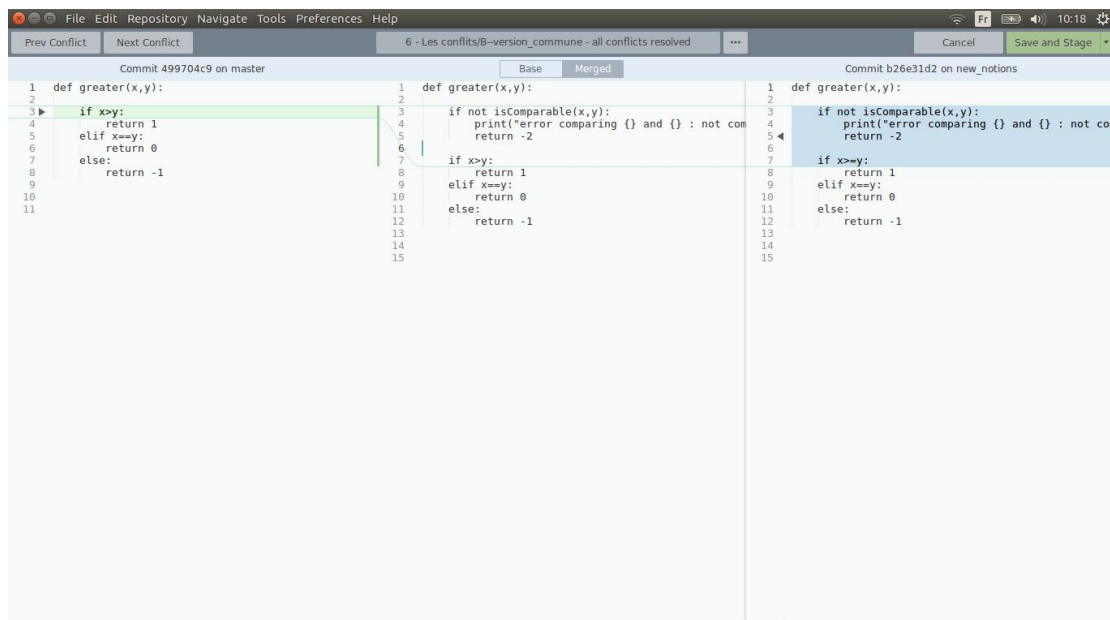 File Edit Repository Navigate Tools Preferences Help Fr 10:18
Prev Conflict Next Conflict 6 - Les conflits/B--version_commune - all conflicts resolved ... Cancel Save and Stage
Commit 499704c9 on master
1 def greater(x,y):
2
3 if x>y:
4 return 1
5 elif x==y:
6 return 0
7 else:
8 return -1
9
10
11
Base Merged
1 def greater(x,y):
2
3 if not isComparable(x,y):
4 print("error comparing {} and {} : not com
5 return -2
6
7 if x>y:
8 return 1
9 elif x==y:
10 return 0
11 else:
12 return -1
13
14
15
Commit b26e31d2 on new_notions
1 def greater(x,y):
2
3 if not isComparable(x,y):
4 print("error comparing {} and {} : not co
5 return -2
6
7 if x>=y:
8 return 1
9 elif x==y:
10 return 0
11 else:
12 return -1
13
14
15